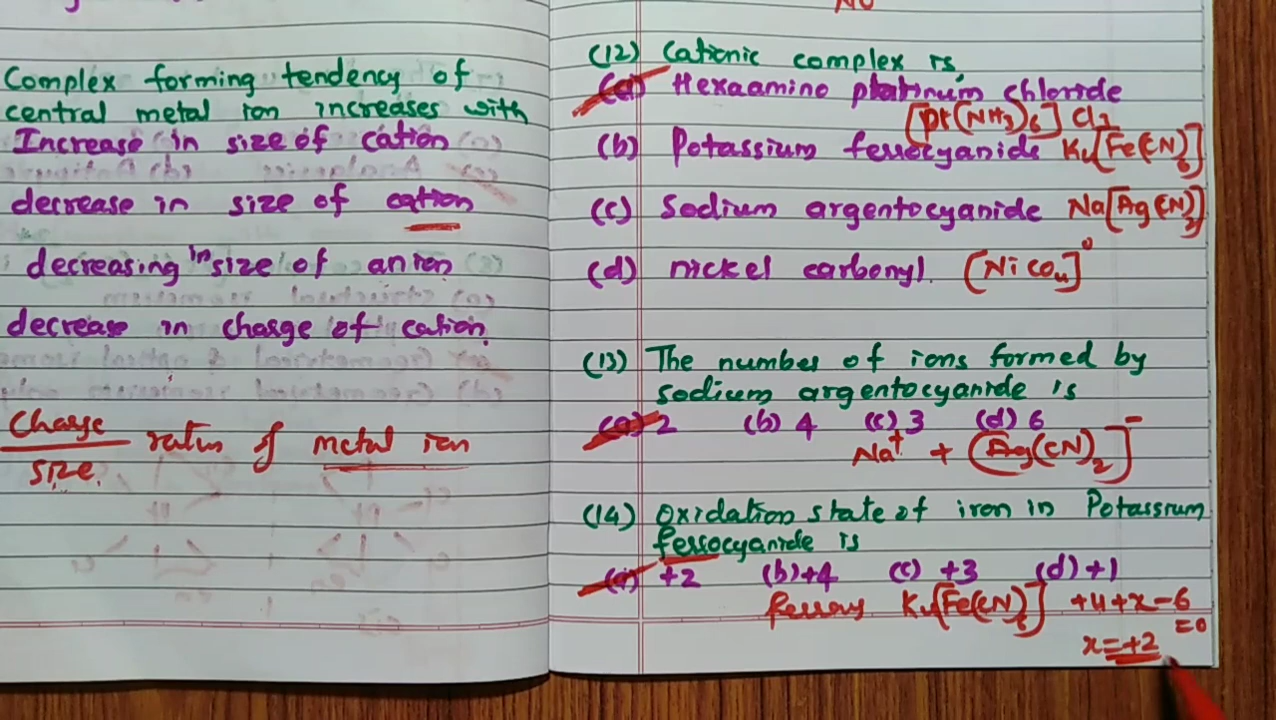 Complex forming tendency of
central metal ion increases with
Increase in size of cation
decrease in size of cation
decreasing in size of anion
decrease in charge of cation.
Charge
size.
ratio of metal ion
(12) Cationic complex is,
(a) Hexaamino platinum chloride
[Pt(NH3)6] Cl2
(b) Potassium ferrocyanide K4[Fe(CN)6]
(c) Sodium argentocyanide Na[Ag(CN)2]
(d) nickel carbonyl. [Ni CO4]0
(13) The number of ions formed by
sodium argentocyanide is
(a) 2 (b) 4 (c) 3 (d) 6
Na+ + [Ag(CN)2]-
(14) Oxidation state of iron in Potassium
ferrocyanide is
+2 (b) +4 (c) +3 (d) +1
ferrous K4[Fe(CN)6] +4+x-6
=0
x=+2